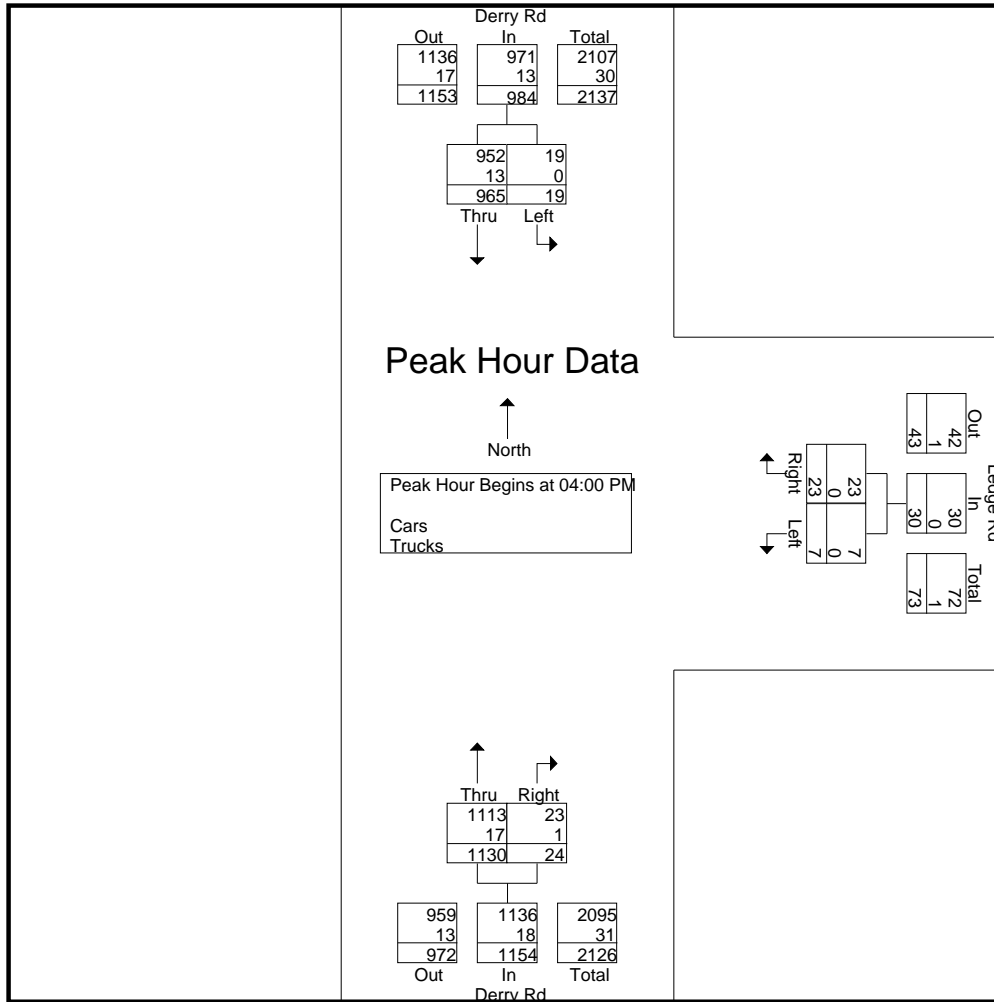 Derry Rd
Out In Total
1136 971 2107
17 13 30
1153 984 2137
952 19
13 0
965 19
Thru Left
Peak Hour Data
North
Peak Hour Begins at 04:00 PM
Cars
Trucks
Right Left
23 7
0 0
23 7
Ledge Rd
Out In Total
42 30 72
1 0 1
43 30 73
Thru Right
1113 23
17 1
1130 24
959 1136 2095
13 18 31
972 1154 2126
Out In Total
Derry Rd